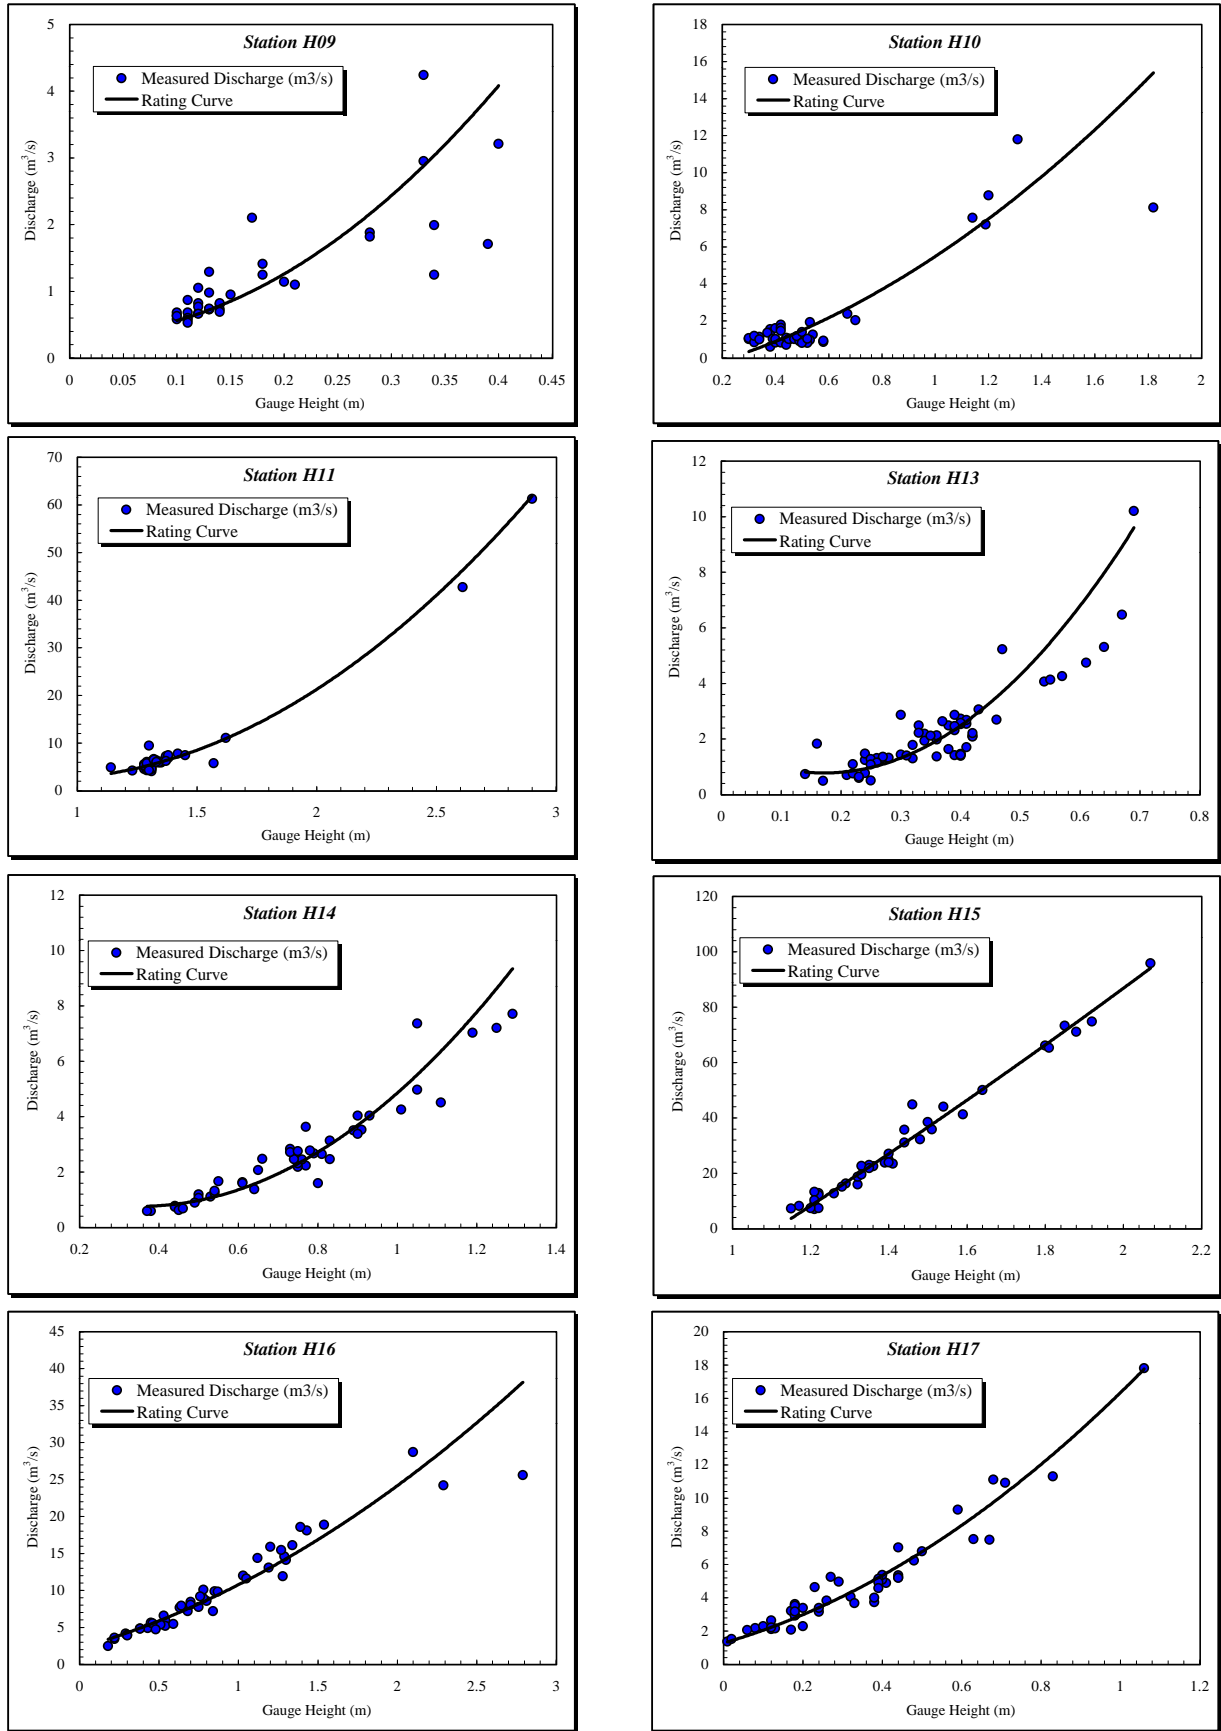 Station H09
Measured Discharge (m3/s)
Rating Curve
Discharge (m³/s)
5
4
3
2
1
0
0 0.05 0.1 0.15 0.2 0.25 0.3 0.35 0.4 0.45
Gauge Height (m)
Station H10
Measured Discharge (m3/s)
Rating Curve
Discharge (m³/s)
18
16
14
12
10
8
6
4
2
0
0.2 0.4 0.6 0.8 1 1.2 1.4 1.6 1.8 2
Gauge Height (m)
Station H11
Measured Discharge (m3/s)
Rating Curve
Discharge (m³/s)
70
60
50
40
30
20
10
0
1 1.5 2 2.5 3
Gauge Height (m)
Station H13
Measured Discharge (m3/s)
Rating Curve
Discharge (m³/s)
12
10
8
6
4
2
0
0 0.1 0.2 0.3 0.4 0.5 0.6 0.7 0.8
Gauge Height (m)
Station H14
Measured Discharge (m3/s)
Rating Curve
Discharge (m³/s)
12
10
8
6
4
2
0
0.2 0.4 0.6 0.8 1 1.2 1.4
Gauge Height (m)
Station H15
Measured Discharge (m3/s)
Rating Curve
Discharge (m³/s)
120
100
80
60
40
20
0
1 1.2 1.4 1.6 1.8 2 2.2
Gauge Height (m)
Station H16
Measured Discharge (m3/s)
Rating Curve
Discharge (m³/s)
45
40
35
30
25
20
15
10
5
0
0 0.5 1 1.5 2 2.5 3
Gauge Height (m)
Station H17
Measured Discharge (m3/s)
Rating Curve
Discharge (m³/s)
20
18
16
14
12
10
8
6
4
2
0
0 0.2 0.4 0.6 0.8 1 1.2
Gauge Height (m)